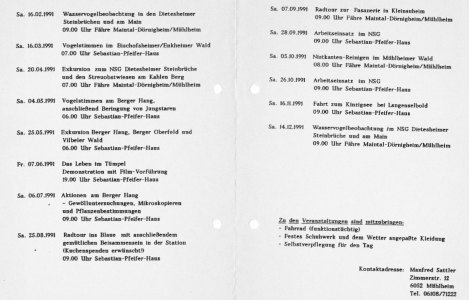 Sa. 16.02.1991 Wasservogelbeobachtung in den Dietesheimer
Steinbrüchen und am Main
09.00 Uhr Fähre Maintal-Dörnigheim/Mühlheim
Sa. 16.03.1991 Vogelstimmen im Bischofsheimer/Enkheimer Wald
07.00 Uhr Sebastian-Pfeifer-Haus
Sa. 20.04.1991 Exkursion zum NSG Dietesheimer Steinbrüche
und den Streuobstwiesen am Kahlen Berg
07.00 Uhr Fähre Maintal-Dörnigheim/Mühlheim
Sa. 04.05.1991 Vogelstimmen am Berger Hang,
anschließend Beringung von Jungstaren
06.00 Uhr Sebastian-Pfeifer-Haus
Sa. 25.05.1991 Exkursion Berger Hang, Berger Oberfeld und
Vilbeler Wald
06.00 Uhr Sebastian-Pfeifer-Haus
Fr. 07.06.1991 Das Leben im Tümpel
Demonstration mit Film-Vorführung
19.00 Uhr Sebastian-Pfeifer-Haus
Sa. 06.07.1991 Aktionen am Berger Hang
- Gewölluntersuchungen, Mikroskopieren
und Pflanzenbestimmungen
09.00 Uhr Sebastian-Pfeifer-Haus
Sa. 25.08.1991 Radtour ins Blaue mit anschließendem
gemütlichen Beisammensein in der Station
(Kuchenspenden erwünscht!)
09.00 Uhr Sebastian-Pfeifer-Haus
Sa. 07.09.1991 Radtour zur Fasanerie in Kleinauheim
09.00 Uhr Fähre Maintal-Dörnigheim/Mühlheim
Sa. 28.09.1991 Arbeitseinsatz im NSG
09.00 Uhr Sebastian-Pfeifer-Haus
Sa. 05.10.1991 Nistkasten-Reinigen im Mühlheimer Wald
08.00 Uhr Fähre Maintal-Dörnigheim/Mühlheim
Sa. 26.10.1991 Arbeitseinsatz im NSG
09.00 Uhr Sebastian-Pfeifer-Haus
Sa. 16.11.1991 Fahrt zum Kinzigsee bei Langenselbold
09.00 Uhr Sebastian-Pfeifer-Haus
Sa. 14.12.1991 Wasservogelbeobachtung im NSG Dietesheimer
Steinbrüche und am Main
09.00 Uhr Fähre Maintal-Dörnigheim/Mühlheim
Zu den Veranstaltungen sind mitzubringen:
- Fahrrad (funktionstüchtig)
- Festes Schuhwerk und dem Wetter angepaßte Kleidung
- Selbstverpflegung für den Tag
Kontaktadresse: Manfred Sattler
Zimmerstr. 12
6052 Mühlheim
Tel. 06108/71222